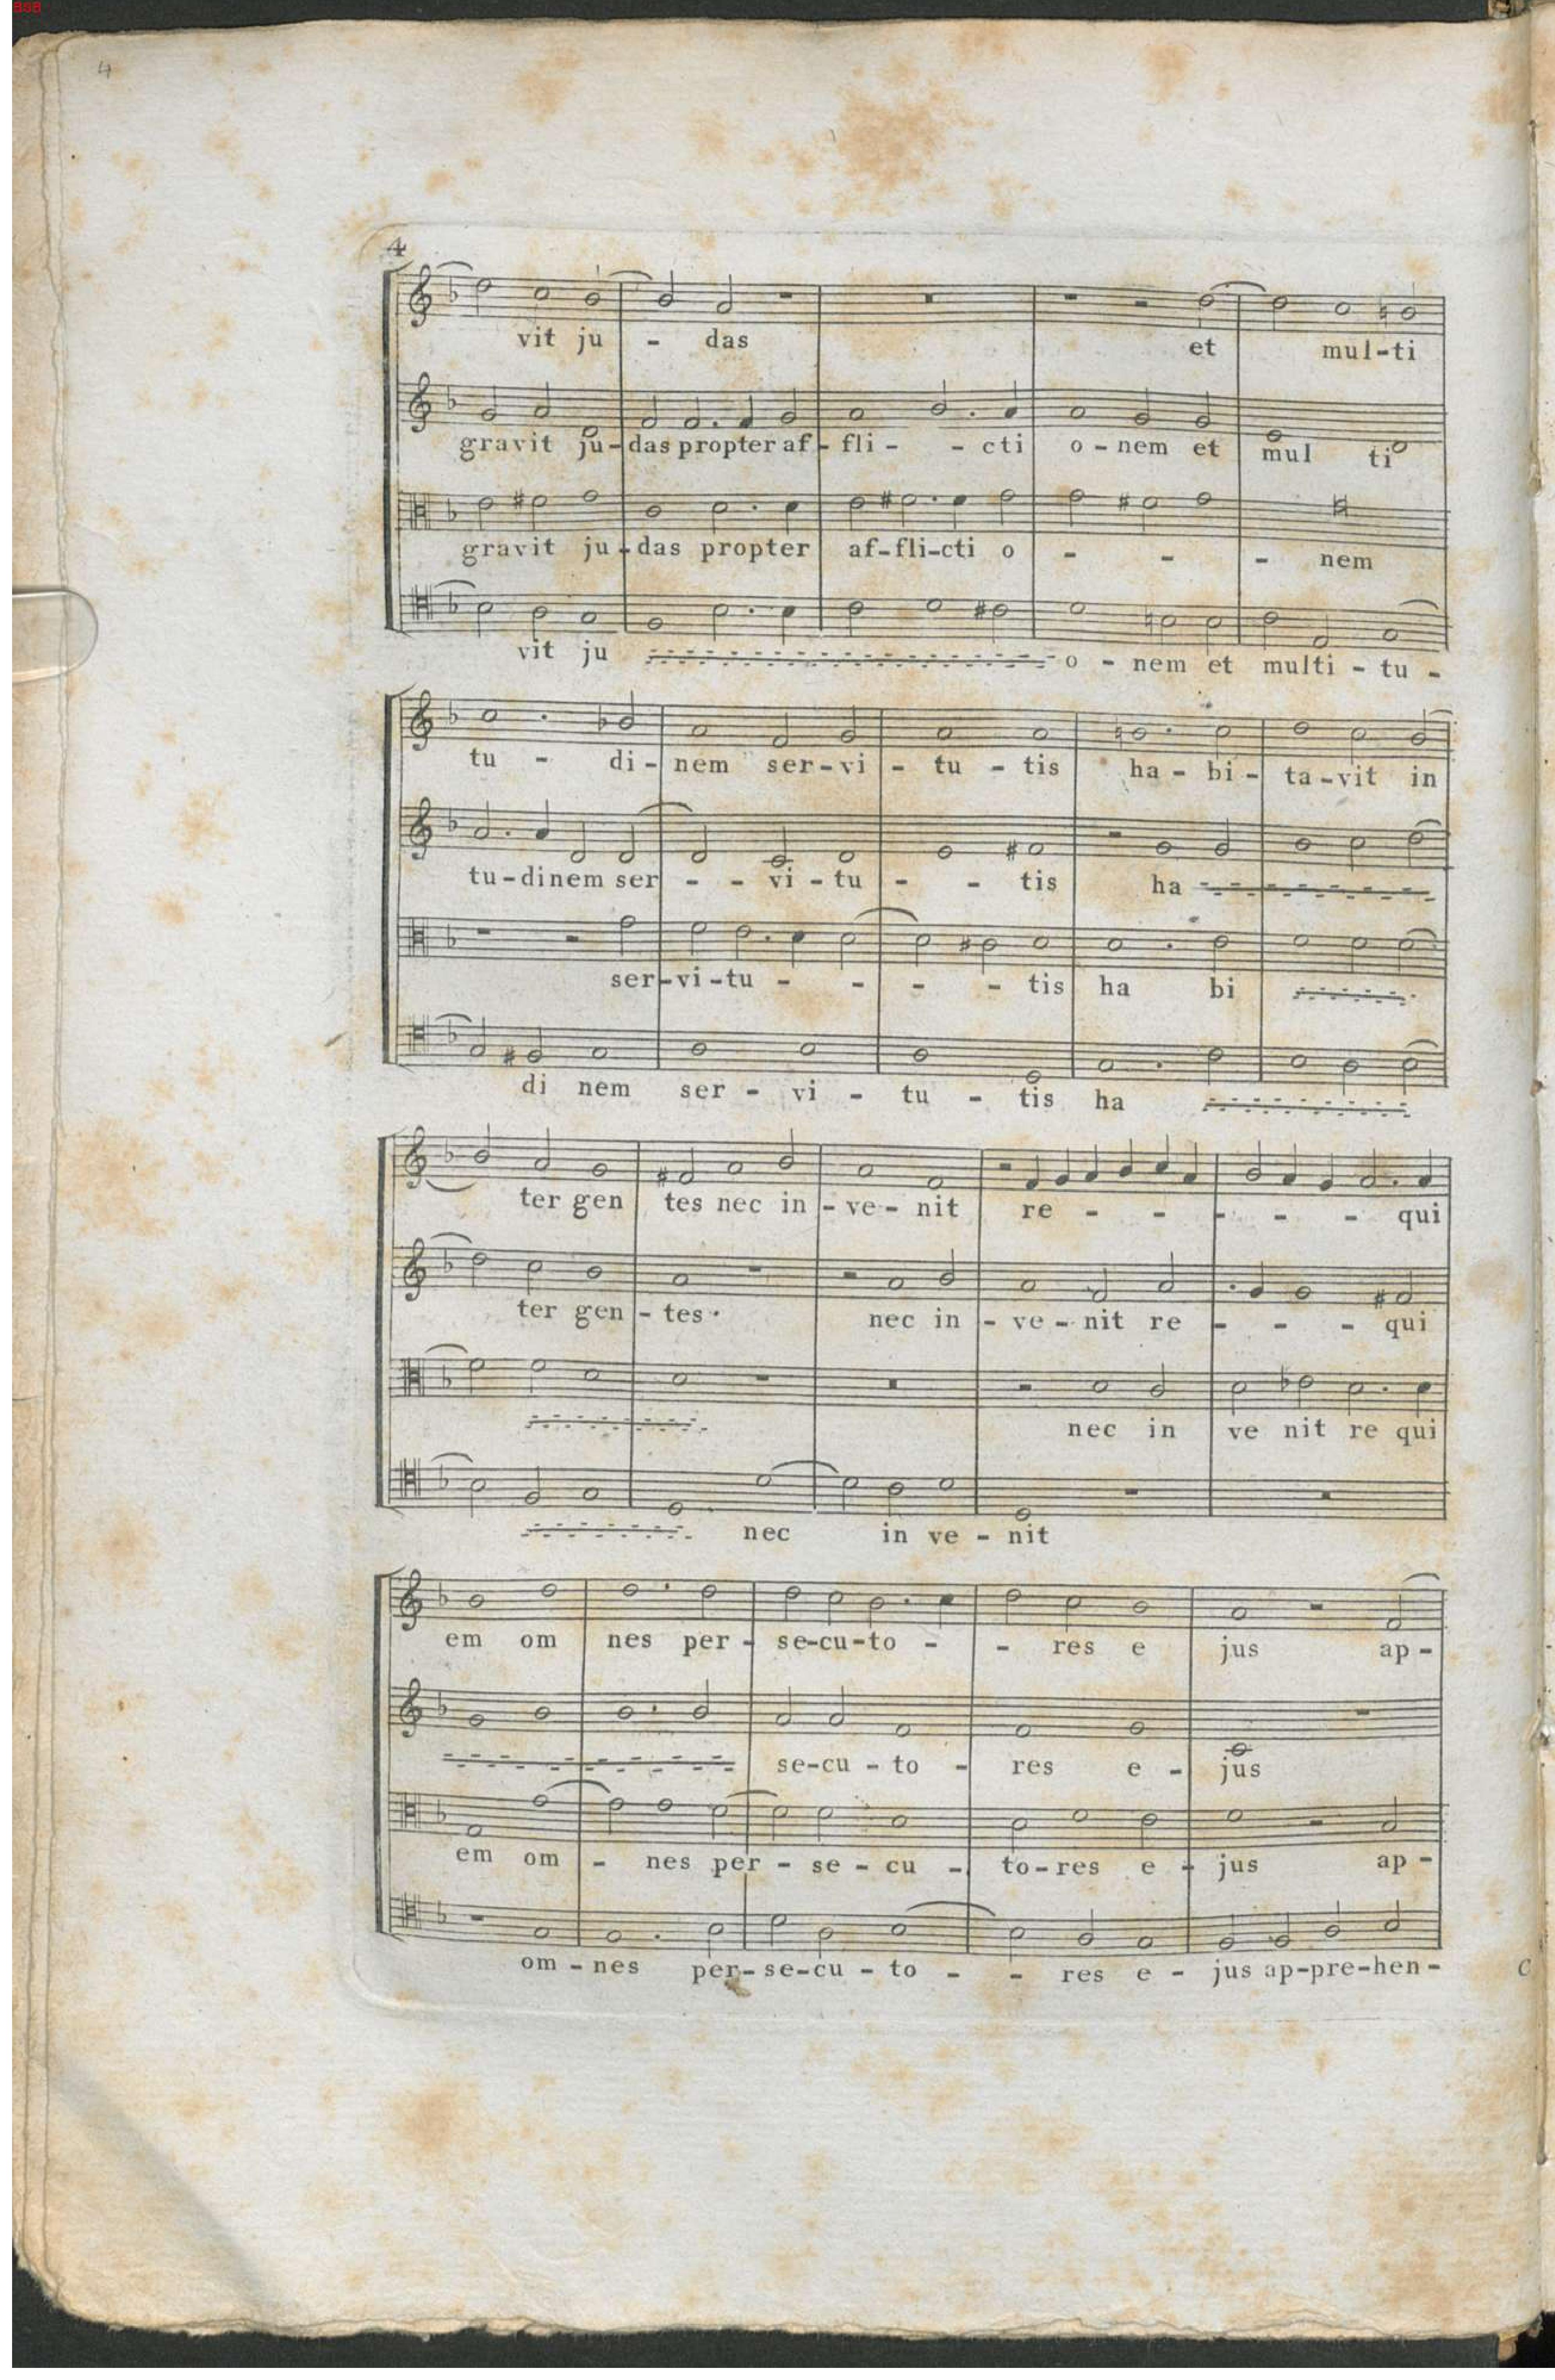 4
4
vit ju - das et mul-ti
gravit ju-das propter af-fli - - cti o-nem et mul ti
gravit ju-das propter af-fli-cti o - - - nem
vit ju o - nem et multi-tu-
tu - di-nem ser-vi - tu - tis ha-bi-ta-vit in
tu-dinem ser - - vi-tu - - tis ha
ser-vi-tu - - - - tis ha bi
di nem ser - vi - tu - tis ha
ter gen tes nec in-ve-nit re - - - - - qui
ter gen-tes. nec in-ve-nit re - - - qui
nec in ve nit re qui
nec in ve-nit
em om nes per-se-cu-to - - res e jus ap-
se-cu-to - res e-jus
em om - nes per-se-cu - to-res e-jus ap-
om-nes per-se-cu-to - - res e-jus ap-pre-hen-